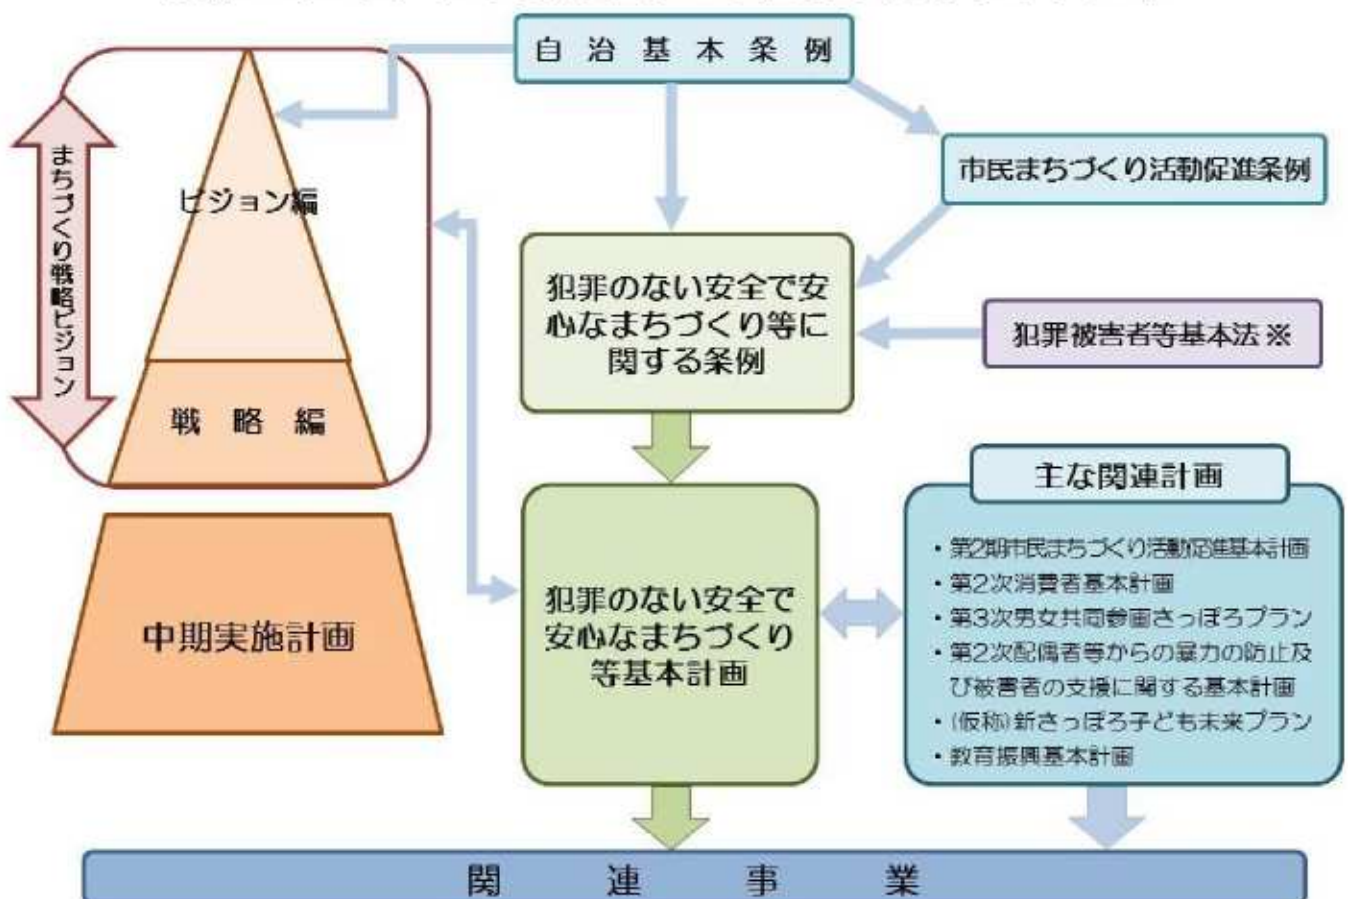 自治基本条例
市民まちづくり活動促進条例
まちづくり戦略ビジョン
ビジョン編
戦略編
犯罪のない安全で安
心なまちづくり等に
関する条例
犯罪被害者等基本法※
中期実施計画
犯罪のない安全で
安心なまちづくり
等基本計画
主な関連計画
・第2期市民まちづくり活動促進基本計画
・第2次消費者基本計画
・第3次男女共同参画さっぽろプラン
・第2次配偶者等からの暴力の防止及
び被害者の支援に関する基本計画
・(仮称)新さっぽろ子ども未来プラン
・教育振興基本計画
関連事業